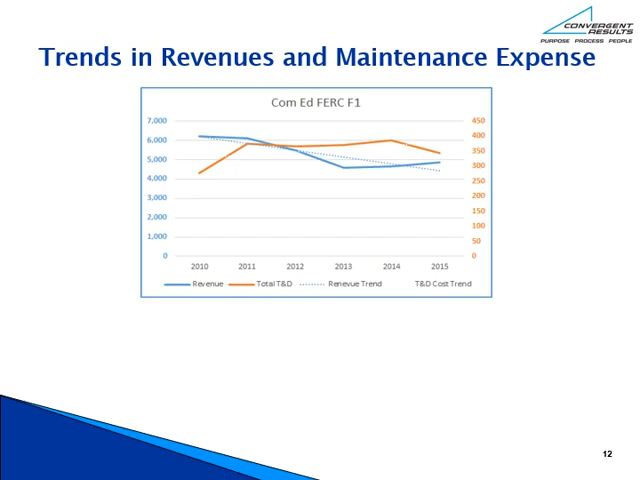 CONVERGENT
RESULTS
PURPOSE PROCESS PEOPLE
Trends in Revenues and Maintenance Expense
Com Ed FERC F1
7,000 450
6,000 400
5,000 350
4,000 300
3,000 250
2,000 200
1,000 150
0 100
50
0
2010 2011 2012 2013 2014 2015
Revenue Total T&D Renevue Trend T&D Cost Trend
12